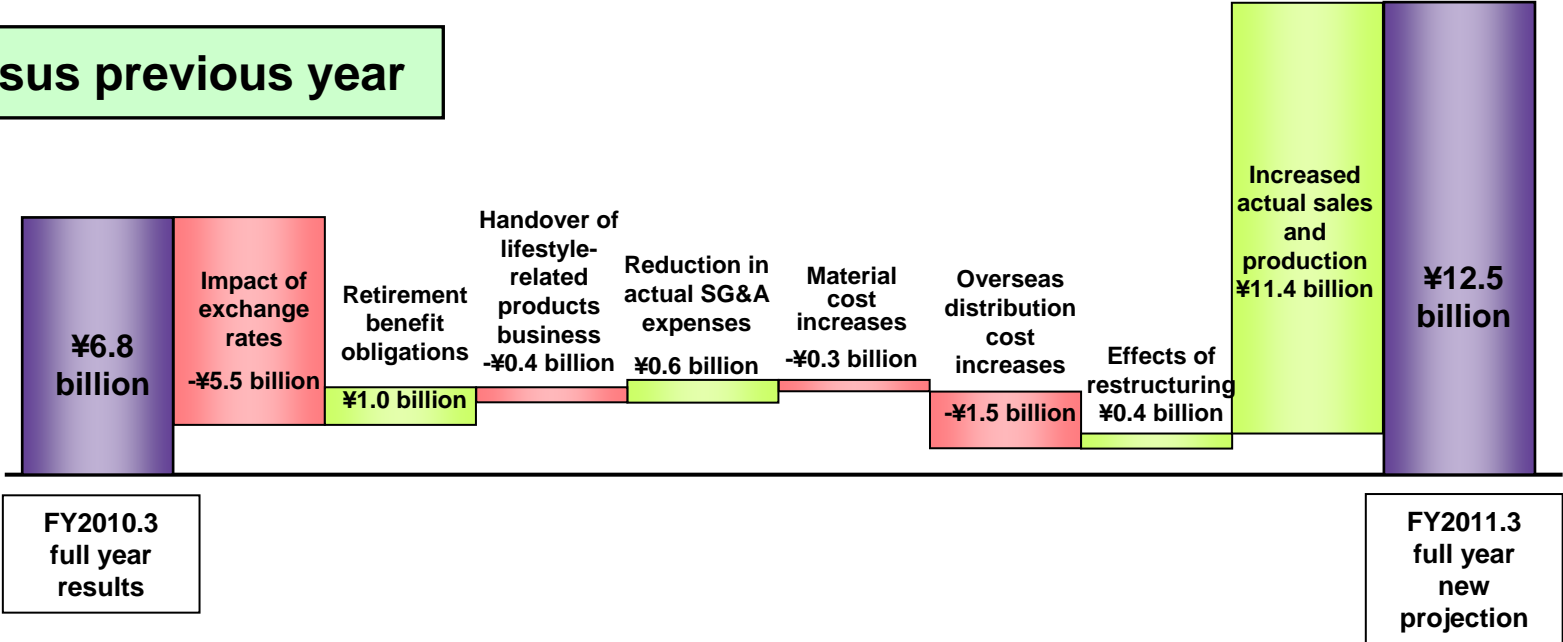 sus previous year
¥6.8
billion
Impact of
exchange
rates
-¥5.5 billion
Retirement
benefit
obligations
¥1.0 billion
Handover of
lifestyle-
related
products
business
-¥0.4 billion
Reduction in
actual SG&A
expenses
¥0.6 billion
Material
cost
increases
-¥0.3 billion
Overseas
distribution
cost
increases
-¥1.5 billion
Effects of
restructuring
¥0.4 billion
Increased
actual sales
and
production
¥11.4 billion
¥12.5
billion
FY2010.3
full year
results
FY2011.3
full year
new
projection